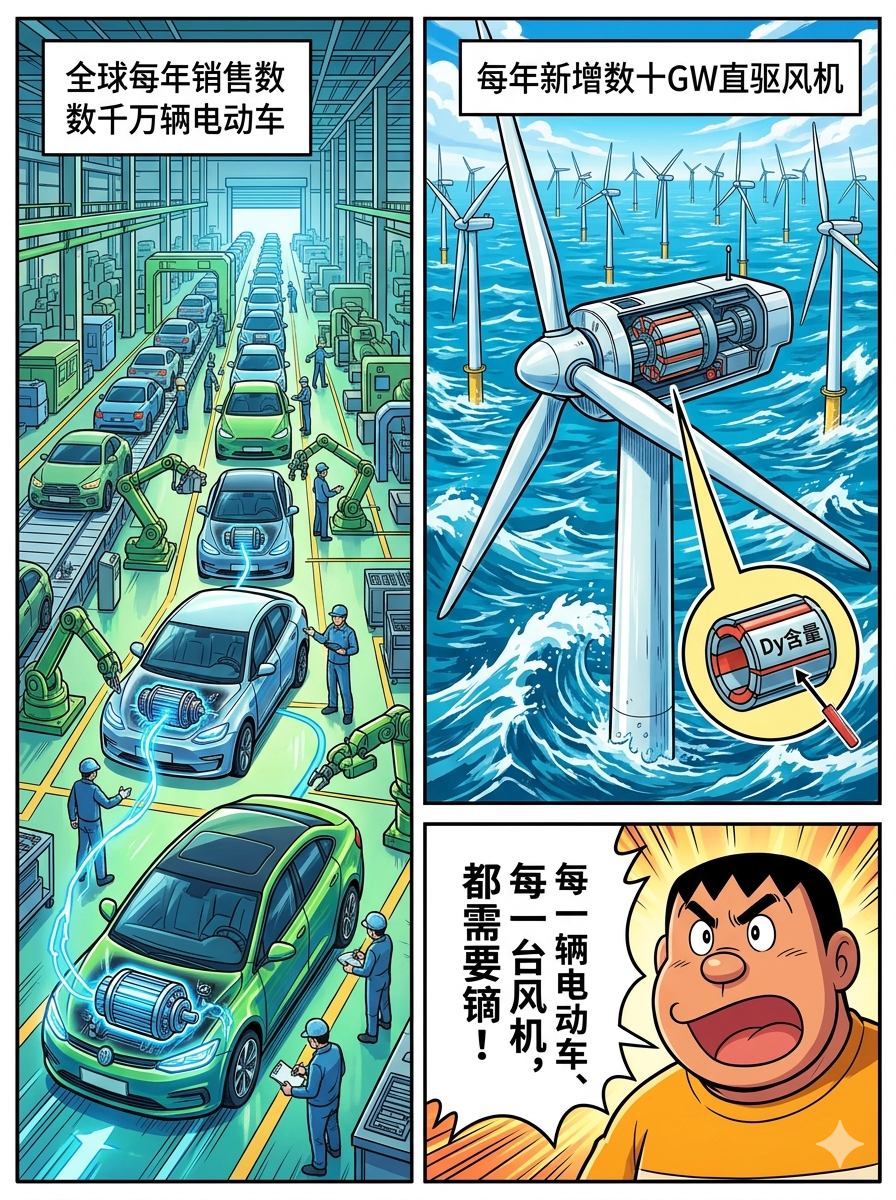 全球每年销售数
数千万辆电动车
每年新增数十GW直驱风机
Dy含量
每一辆电动车、
每一台风机，
都需要镝！